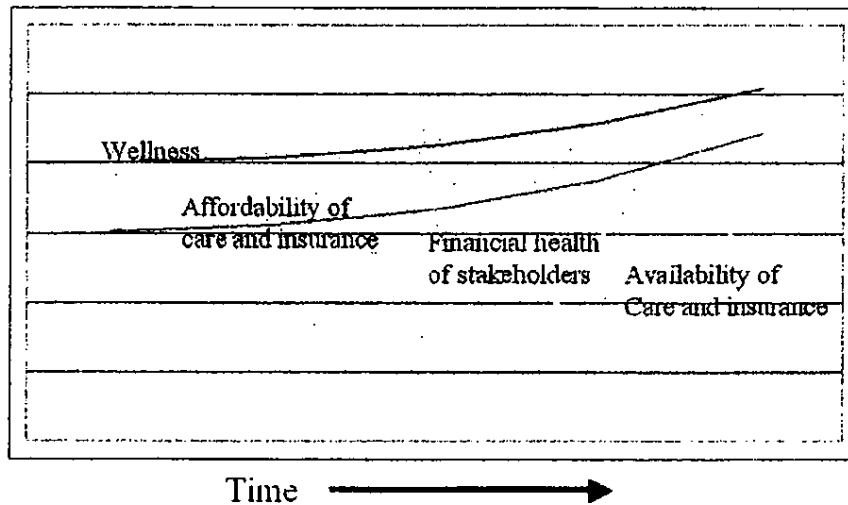 Wellness
Affordability of
care and insurance
Financial health
of stakeholders
Availability of
Care and insurance
Time